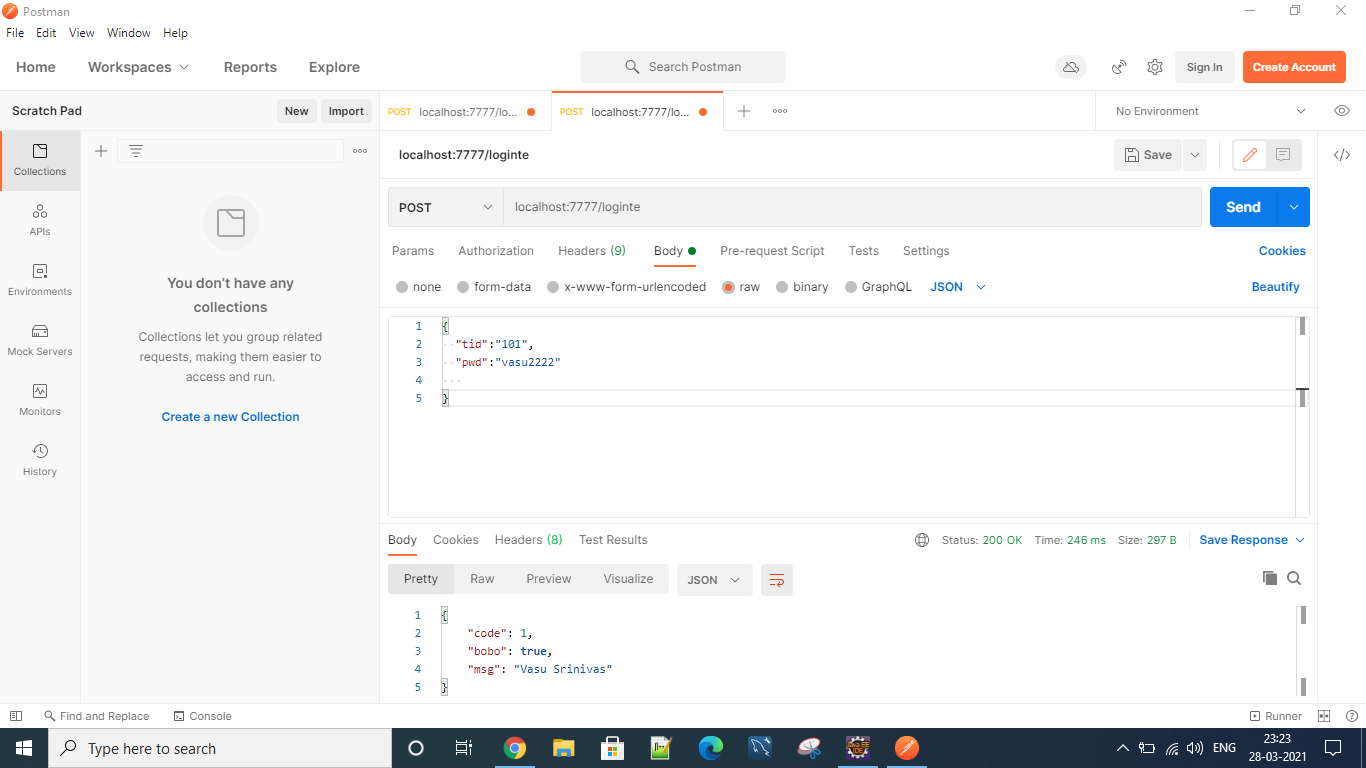 Postman
File Edit View Window Help
Home Workspaces Reports Explore Search Postman Sign In Create Account
Scratch Pad New Import
POST localhost:7777/lo... POST localhost:7777/lo... No Environment
Collections
APIs
Environments
Mock Servers
Monitors
History
You don't have any
collections
Collections let you group related
requests, making them easier to
access and run.
Create a new Collection
localhost:7777/loginte Save
POST localhost:7777/loginte Send
Params Authorization Headers (9) Body Pre-request Script Tests Settings Cookies
none form-data x-www-form-urlencoded raw binary GraphQL JSON Beautify
1 {
2 "tid":"101",
3 "pwd":"vasu2222"
4
5 }
Body Cookies Headers (8) Test Results Status: 200 OK Time: 246 ms Size: 297 B Save Response
Pretty Raw Preview Visualize JSON
1 {
2 "code": 1,
3 "bobo": true,
4 "msg": "Vasu Srinivas"
5 }
Find and Replace Console Runner
Type here to search
ENG
23:23
28-03-2021